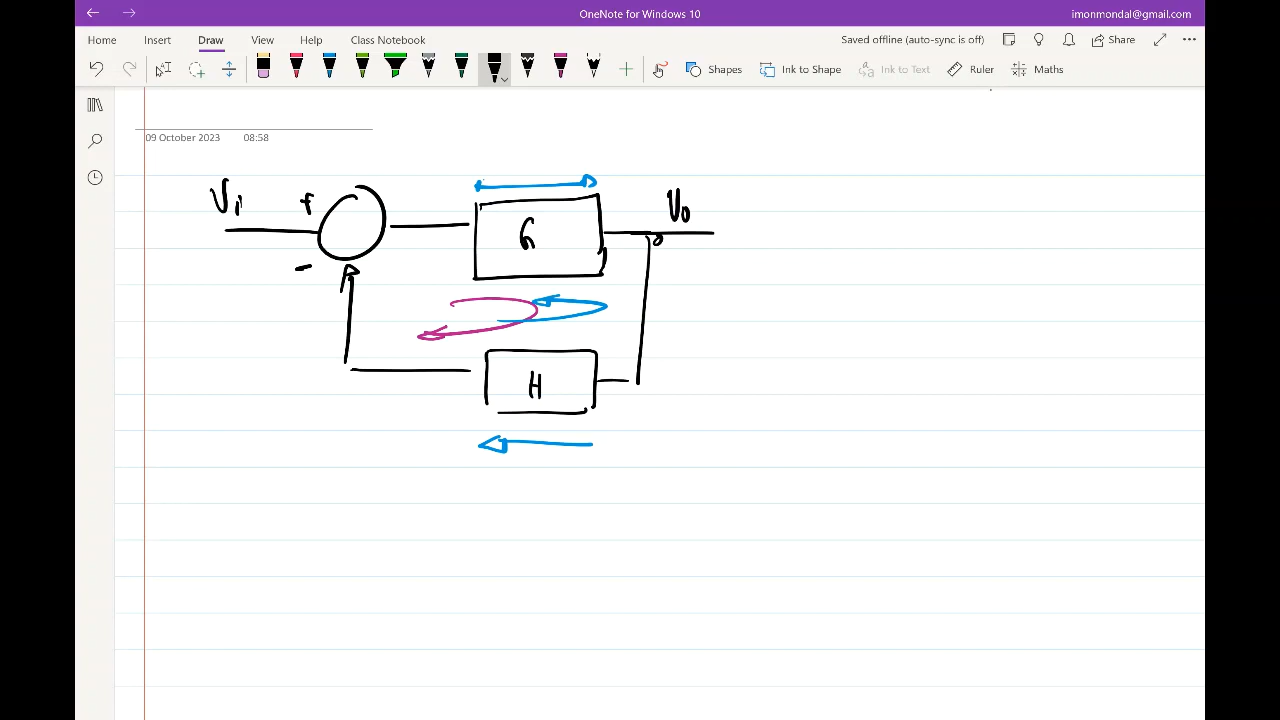 OneNote for Windows 10
imonmondal@gmail.com
Home Insert Draw View Help Class Notebook
Saved offline (auto-sync is off)
Share
Shapes Ink to Shape Ink to Text Ruler Maths
09 October 2023 08:58
Vi + G Vo
-
H